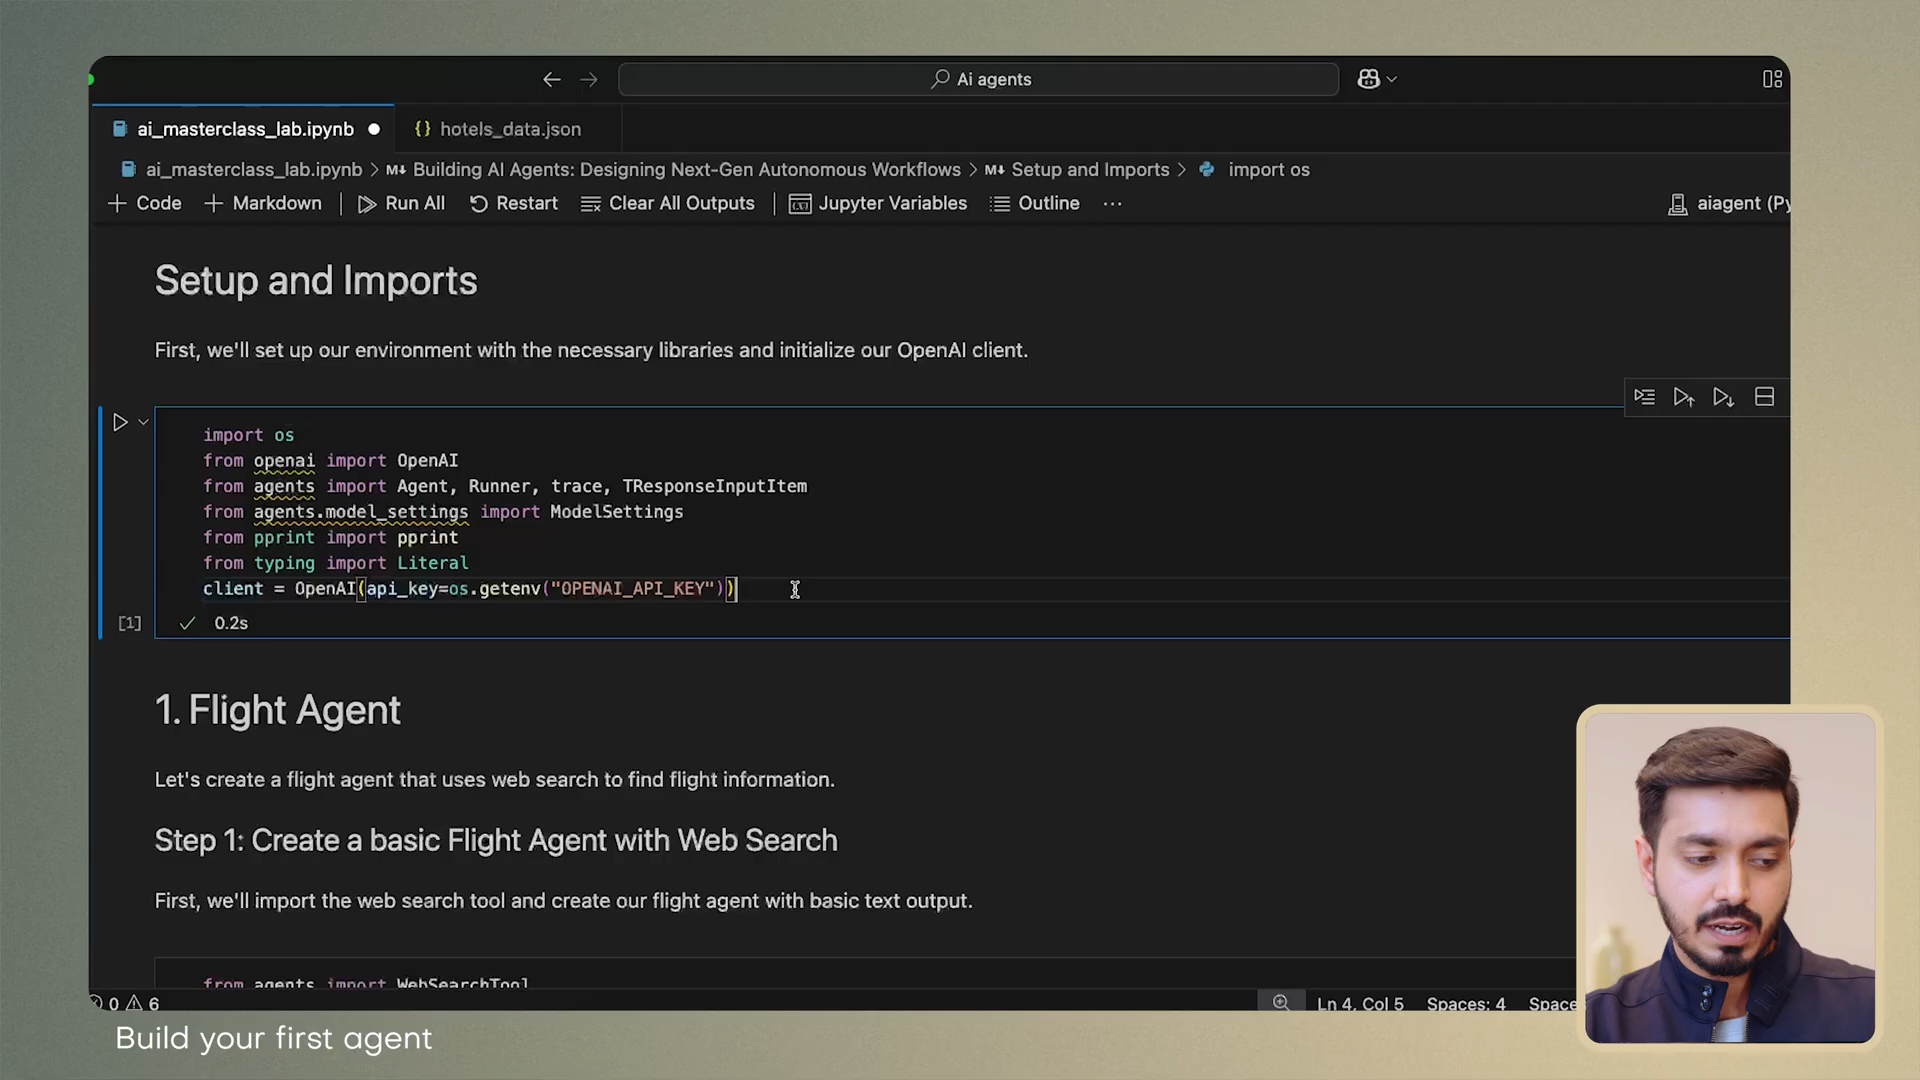 Ai agents
ai_masterclass_lab.ipynb
{} hotels_data.json
ai_masterclass_lab.ipynb > M↓ Building AI Agents: Designing Next-Gen Autonomous Workflows > M↓ Setup and Imports > import os
+ Code + Markdown Run All Restart Clear All Outputs Jupyter Variables Outline ··· aiagent (Py
Setup and Imports
First, we'll set up our environment with the necessary libraries and initialize our OpenAI client.
import os
from openai import OpenAI
from agents import Agent, Runner, trace, TResponseInputItem
from agents.model_settings import ModelSettings
from pprint import pprint
from typing import Literal
client = OpenAI(api_key=os.getenv("OPENAI_API_KEY"))
[1] ✓ 0.2s
1. Flight Agent
Let's create a flight agent that uses web search to find flight information.
Step 1: Create a basic Flight Agent with Web Search
First, we'll import the web search tool and create our flight agent with basic text output.
from agents import WebSearchTool
0 6 Ln 4, Col 5 Spaces: 4 Space
Build your first agent